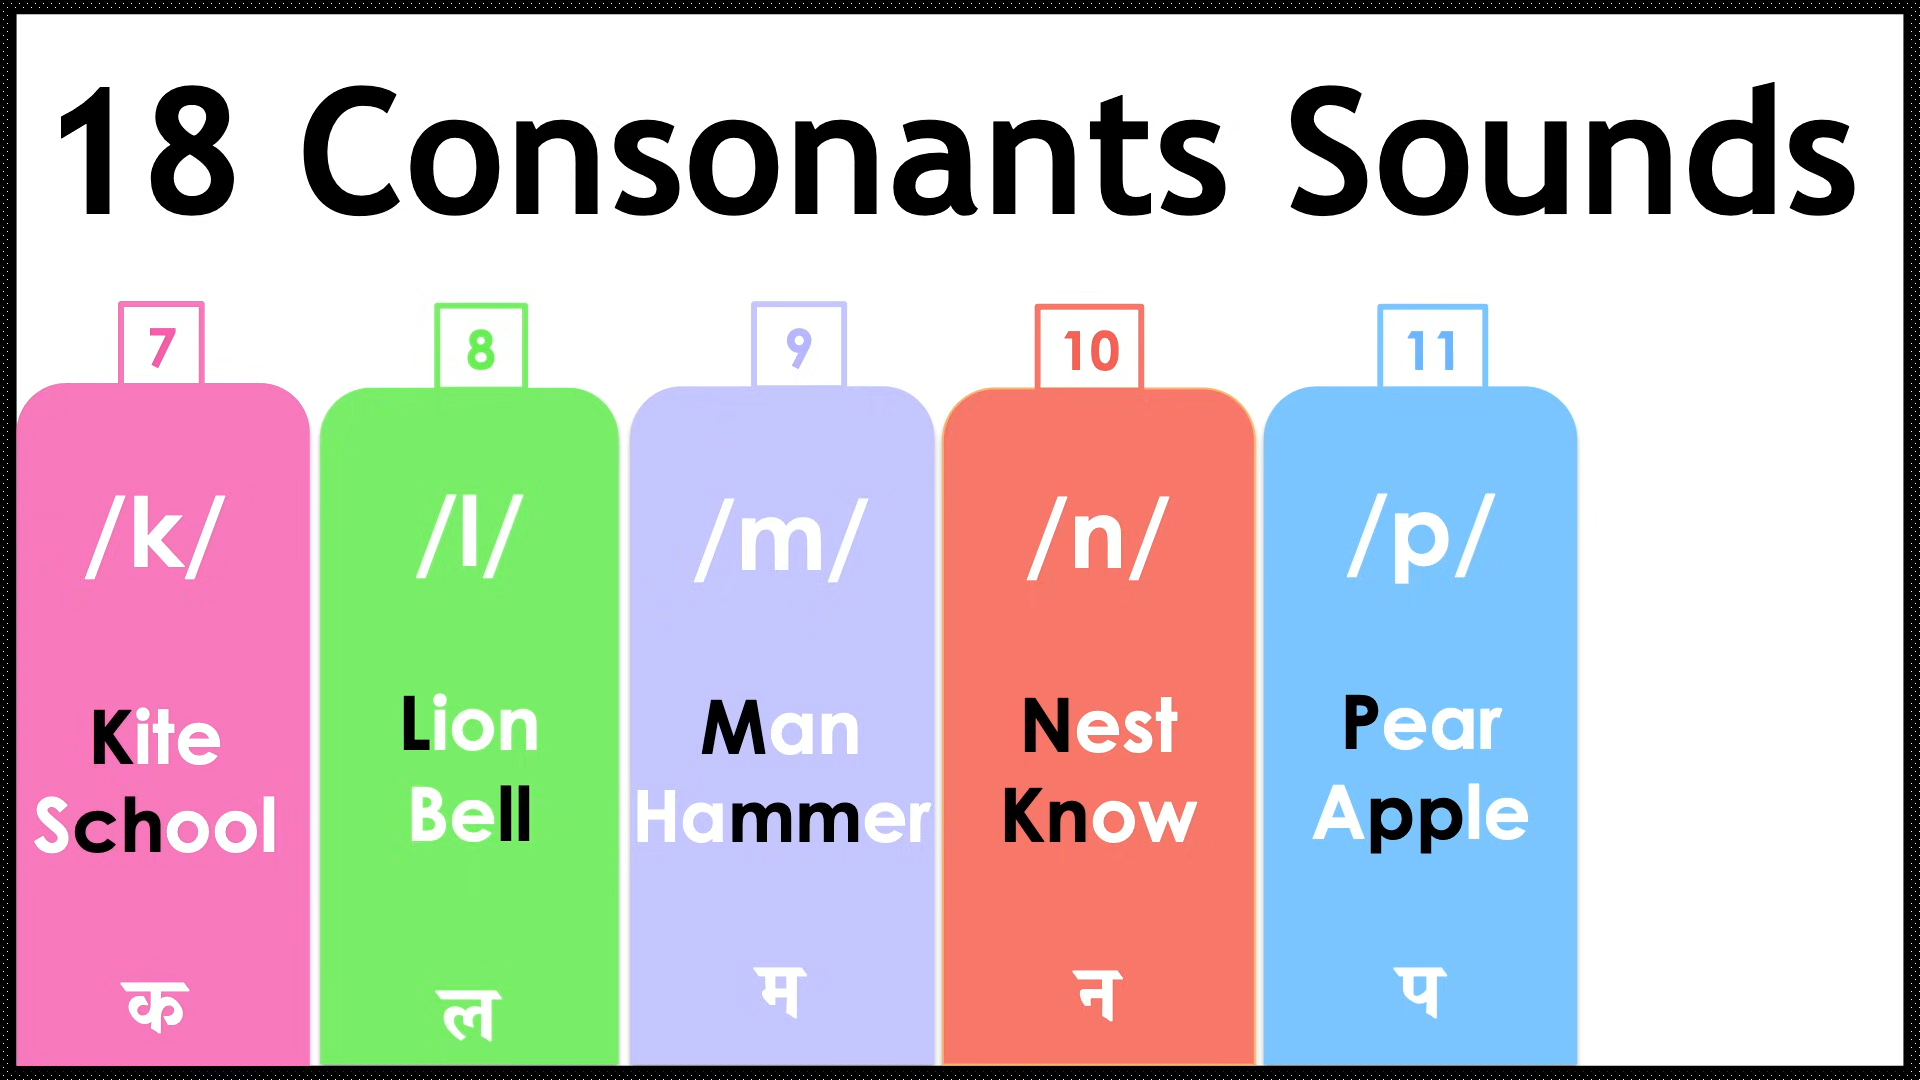 18 Consonants Sounds
7
/k/
Kite
School
क
8
/l/
Lion
Bell
ल
9
/m/
Man
Hammer
म
10
/n/
Nest
Know
न
11
/p/
Pear
Apple
प